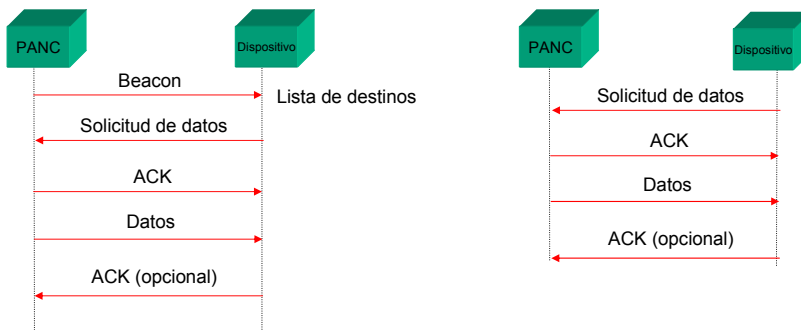 PANC
Dispositivo
Beacon
Lista de destinos
Solicitud de datos
ACK
Datos
ACK (opcional)
PANC
Dispositivo
Solicitud de datos
ACK
Datos
ACK (opcional)